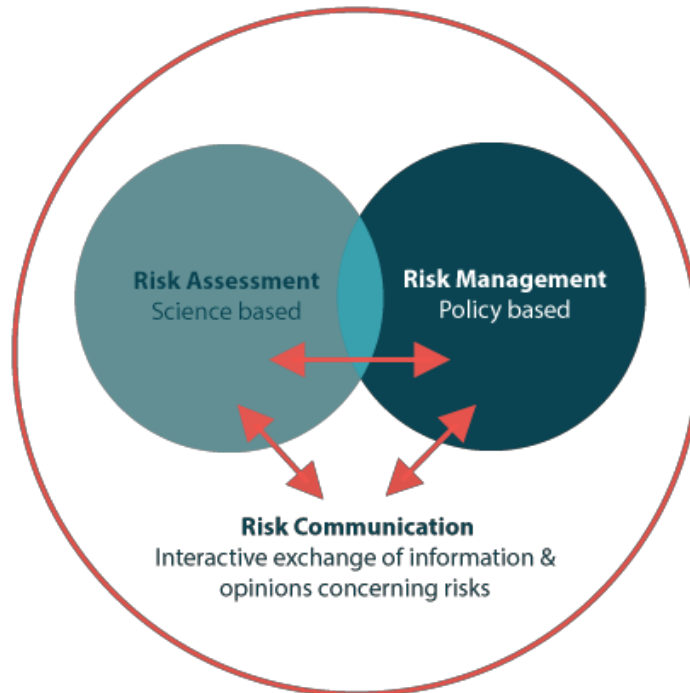 Risk Assessment
Science based
Risk Management
Policy based
Risk Communication
Interactive exchange of information &
opinions concerning risks